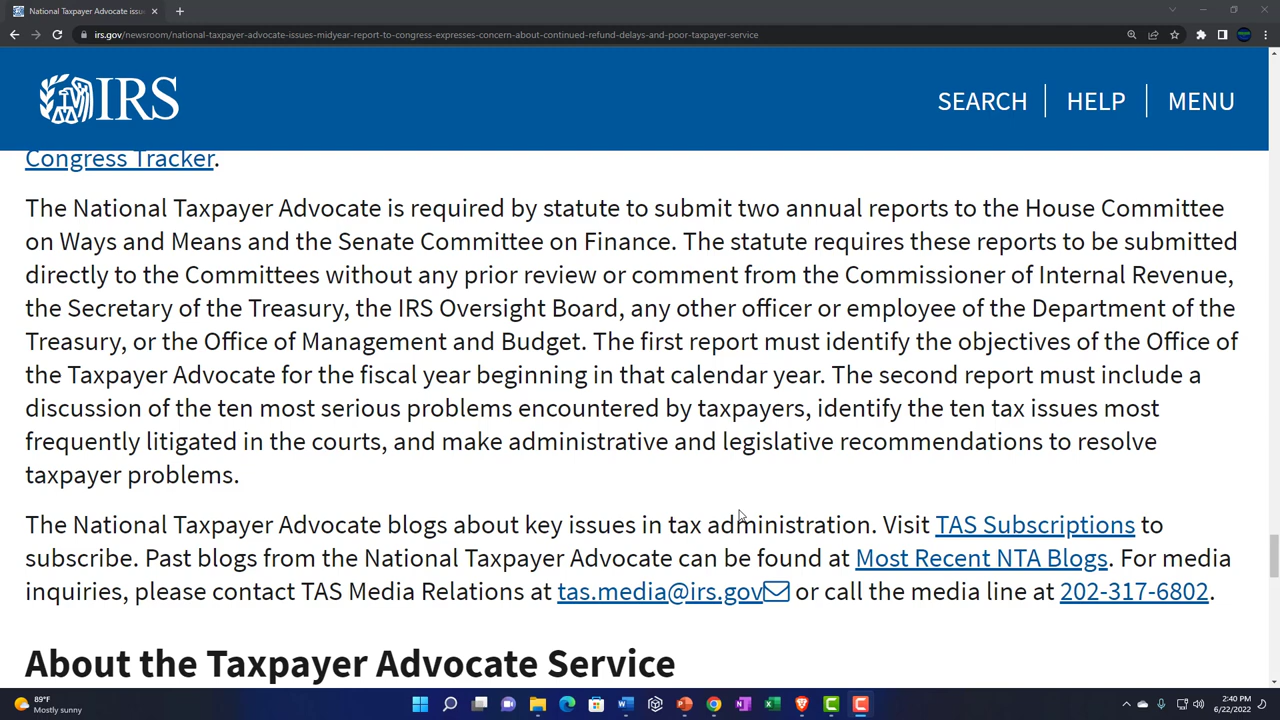 National Taxpayer Advocate issu
irs.gov/newsroom/national-taxpayer-advocate-issues-midyear-report-to-congress-expresses-concern-about-continued-refund-delays-and-poor-taxpayer-service
IRS
SEARCH HELP MENU
Congress Tracker.
The National Taxpayer Advocate is required by statute to submit two annual reports to the House Committee
on Ways and Means and the Senate Committee on Finance. The statute requires these reports to be submitted
directly to the Committees without any prior review or comment from the Commissioner of Internal Revenue,
the Secretary of the Treasury, the IRS Oversight Board, any other officer or employee of the Department of the
Treasury, or the Office of Management and Budget. The first report must identify the objectives of the Office of
the Taxpayer Advocate for the fiscal year beginning in that calendar year. The second report must include a
discussion of the ten most serious problems encountered by taxpayers, identify the ten tax issues most
frequently litigated in the courts, and make administrative and legislative recommendations to resolve
taxpayer problems.
The National Taxpayer Advocate blogs about key issues in tax administration. Visit TAS Subscriptions to
subscribe. Past blogs from the National Taxpayer Advocate can be found at Most Recent NTA Blogs. For media
inquiries, please contact TAS Media Relations at tas.media@irs.gov or call the media line at 202-317-6802.
About the Taxpayer Advocate Service
89°F
Mostly sunny
2:40 PM
6/22/2022